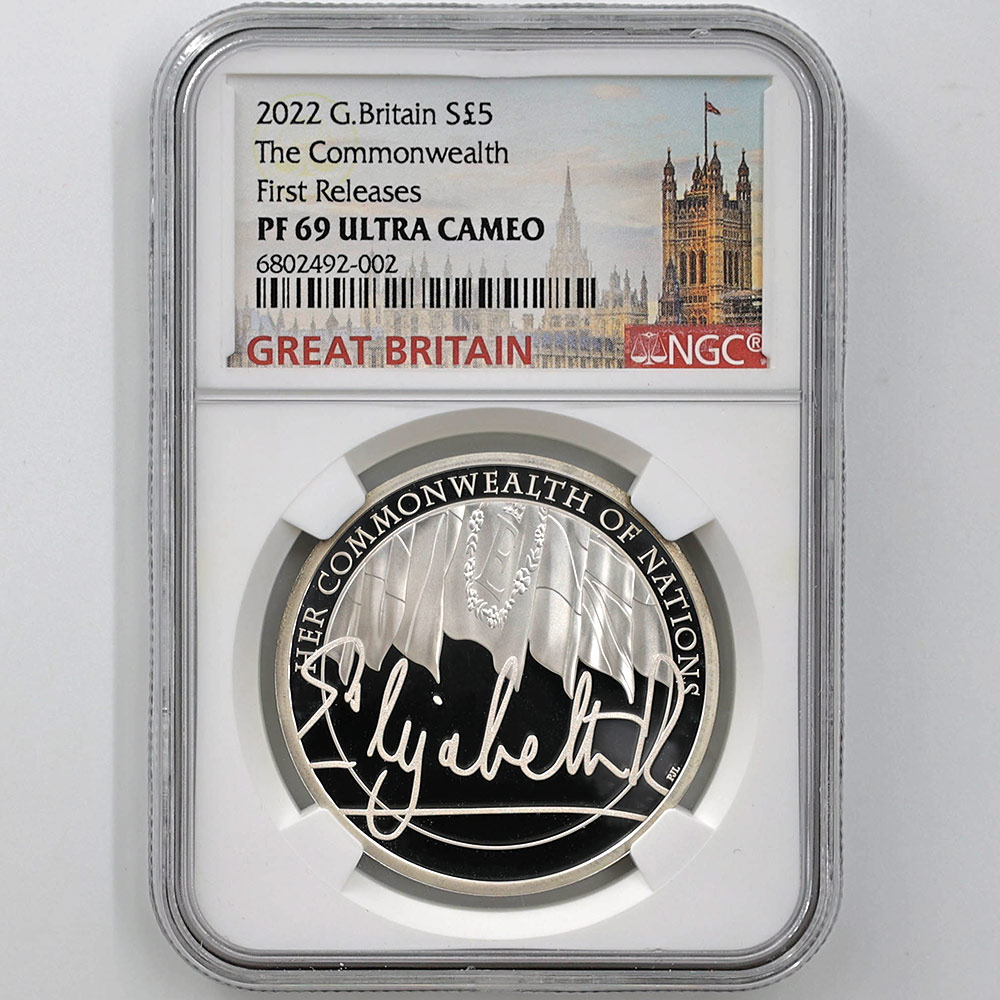 2022 G.Britain S£5
The Commonwealth
First Releases
PF 69 ULTRA CAMEO
6802492-002
GREAT BRITAIN
NGC®
HER COMMONWEALTH OF NATIONS
Elizabeth R
PJL